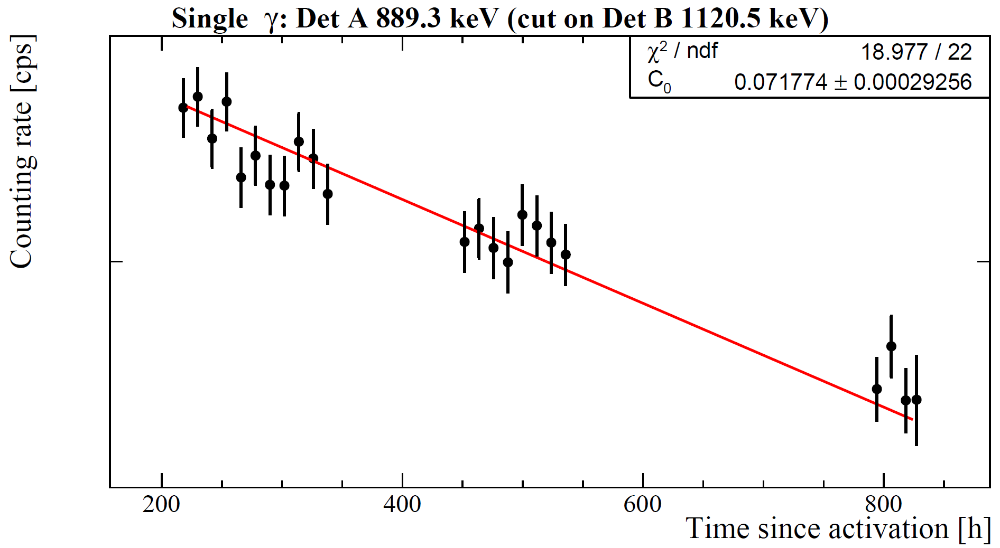 Single γ: Det A 889.3 keV (cut on Det B 1120.5 keV)
Counting rate [cps]
χ² / ndf 18.977 / 22
C₀ 0.071774 ± 0.00029256
200 400 600 800
Time since activation [h]